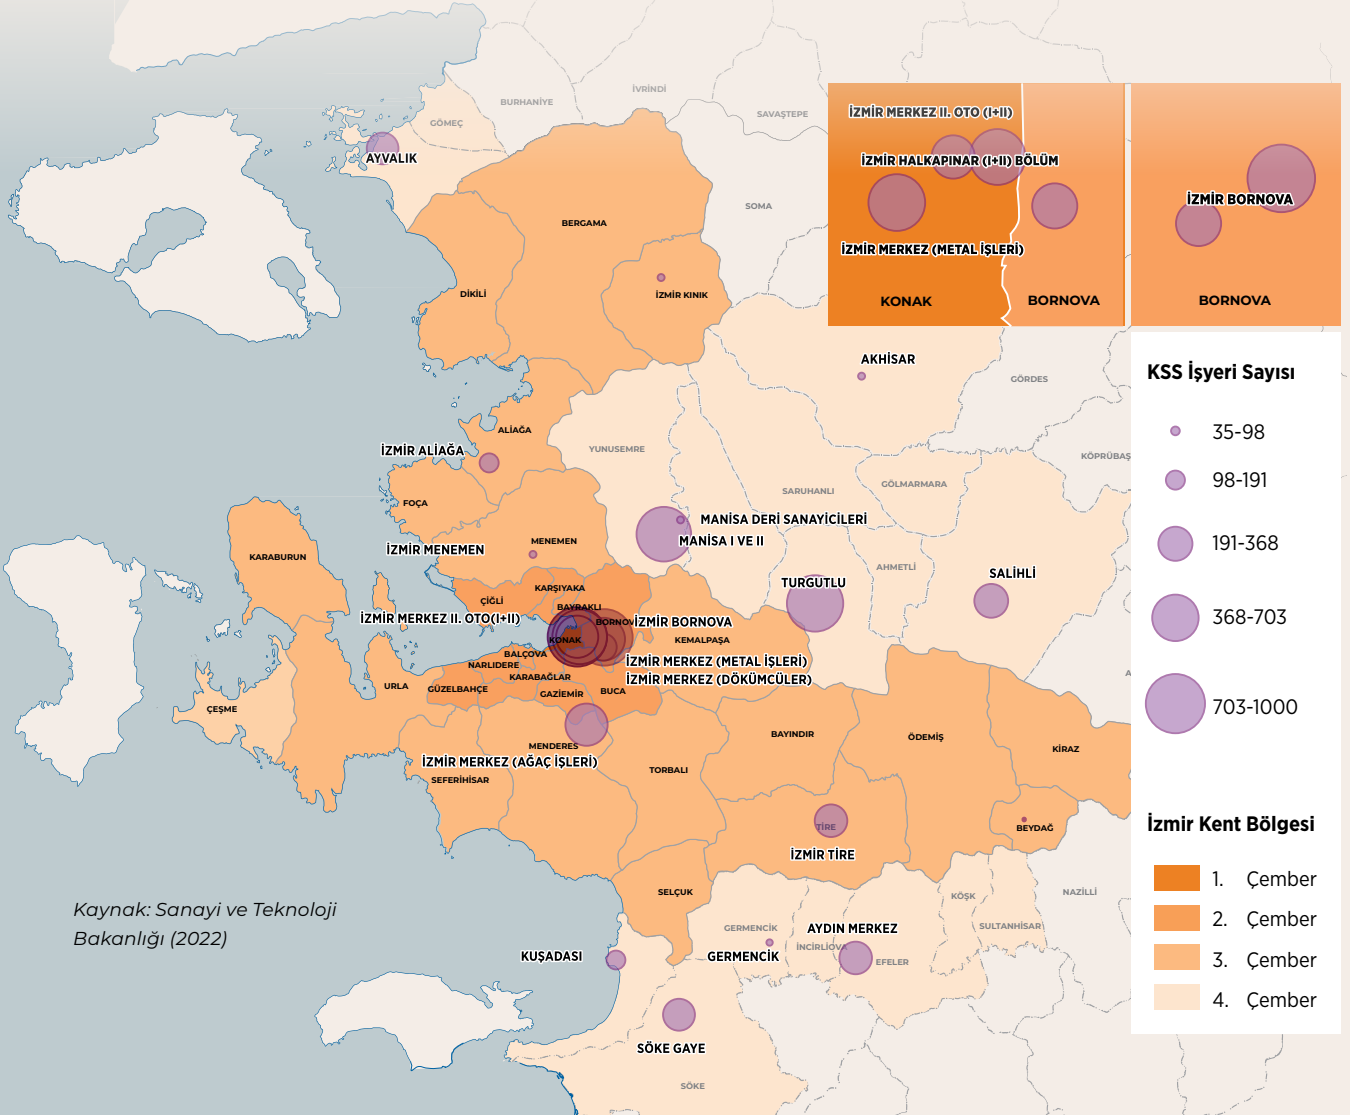 İVRİNDİ
BURHANİYE
SAVAŞTEPE
GÖMEÇ
AYVALIK
SOMA
BERGAMA
DİKİLİ
İZMİR KINIK
İZMİR MERKEZ II. OTO (I+II)
İZMİR HALKAPINAR (I+II) BÖLÜM
İZMİR MERKEZ (METAL İŞLERİ)
KONAK
BORNOVA
İZMİR BORNOVA
BORNOVA
AKHİSAR
GÖRDES
ALİAĞA
İZMİR ALİAĞA
YUNUSEMRE
KÖPRÜBAŞ
GÖLMARMARA
SARUHANLI
FOÇA
MANİSA DERİ SANAYİCİLERİ
MANİSA I VE II
MENEMEN
İZMİR MENEMEN
KARABURUN
AHMETLİ
SALİHLİ
TURGUTLU
KARŞIYAKA
ÇİĞLİ
BAYRAKLI
İZMİR MERKEZ II. OTO(I+II)
BORNOV
İZMİR BORNOVA
KONAK
KEMALPAŞA
BALÇOVA
NARLIDERE
İZMİR MERKEZ (METAL İŞLERİ)
KARABAĞLAR
İZMİR MERKEZ (DÖKÜMCÜLER)
A
URLA
GÜZELBAHÇE
GAZİEMİR
BUCA
ÇEŞME
MENDERES
BAYINDIR
ÖDEMİŞ
KİRAZ
İZMİR MERKEZ (AĞAÇ İŞLERİ)
TORBALI
SEFERİHİSAR
TİRE
BEYDAĞ
İZMİR TİRE
SELÇUK
NAZİLLİ
KÖŞK
SULTANHİSAR
GERMENCİK
AYDIN MERKEZ
İNCİRLİOVA
GERMENCİK
EFELER
KUŞADASI
SÖKE GAYE
SÖKE
Kaynak: Sanayi ve Teknoloji
Bakanlığı (2022)
KSS İşyeri Sayısı
35-98
98-191
191-368
368-703
703-1000
İzmir Kent Bölgesi
1. Çember
2. Çember
3. Çember
4. Çember